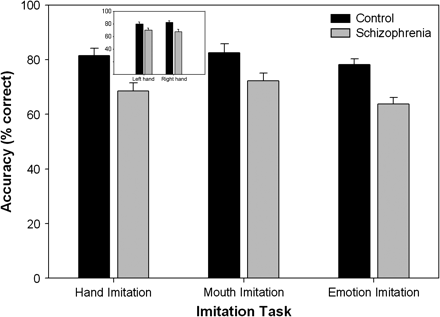 100
80
60
40
20
0
Accuracy (% correct)
100
80
60
40
Left hand Right hand
Control
Schizophrenia
Hand Imitation Mouth Imitation Emotion Imitation
Imitation Task